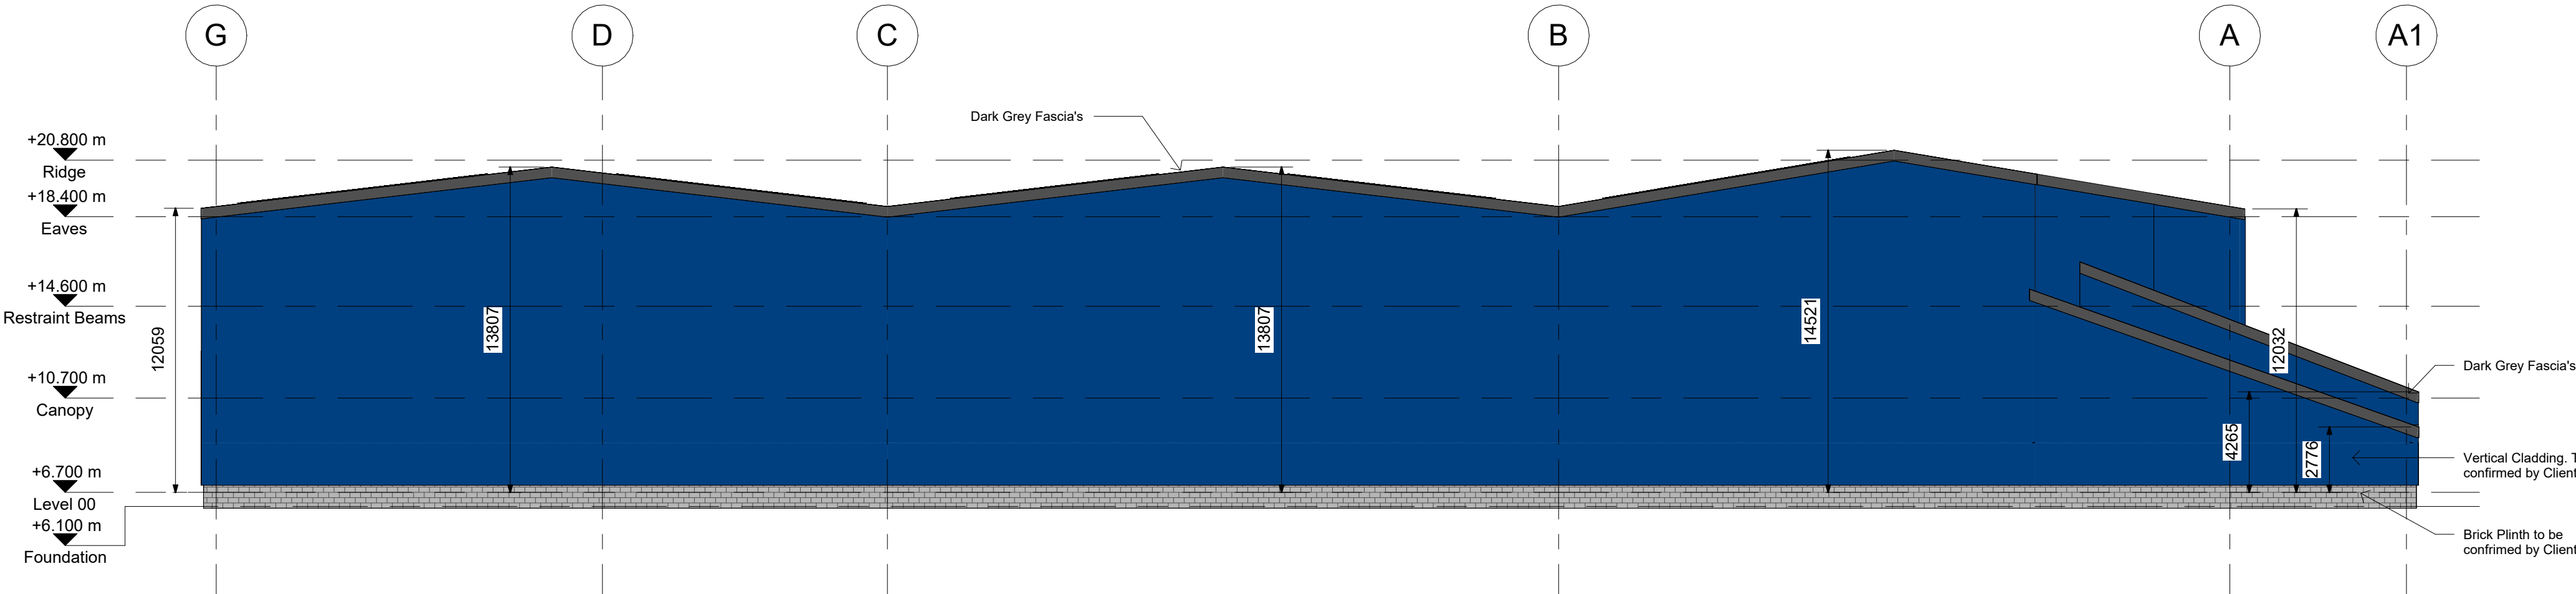 G
D
C
B
A
A1
Dark Grey Fascia's
+20.800 m
Ridge
+18.400 m
Eaves
+14.600 m
Restraint Beams
+10.700 m
Canopy
+6.700 m
Level 00
+6.100 m
Foundation
12059
13807
13807
14521
12032
4265
2776
Dark Grey Fascia's
Vertical Cladding. T
confirmed by Client
Brick Plinth to be
confrimed by Client